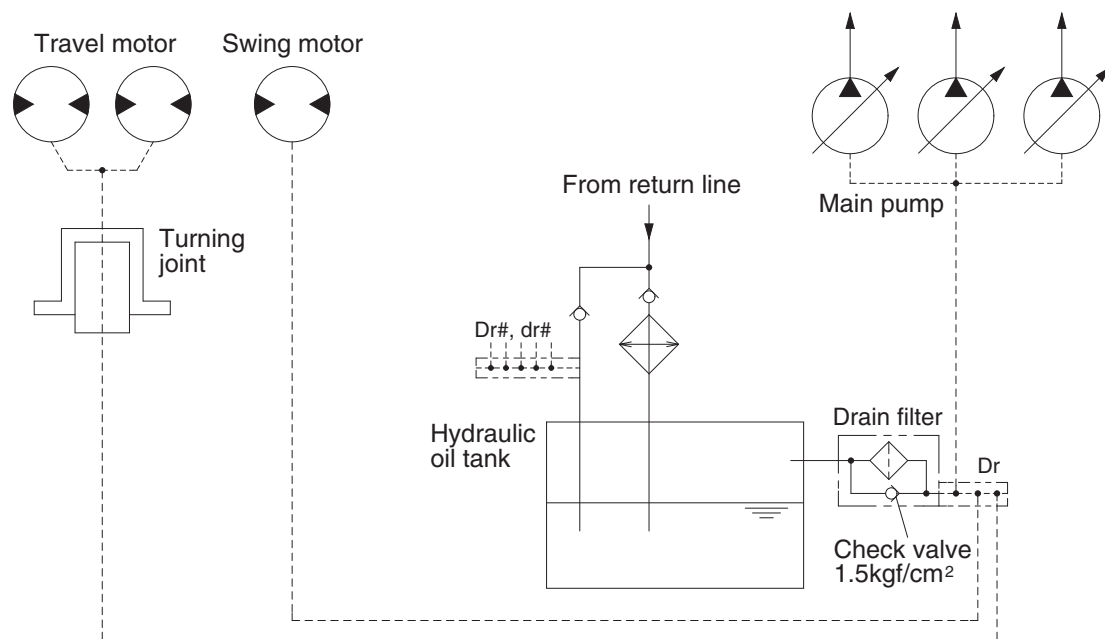 Travel motor
Swing motor
From return line
Main pump
Turning
joint
Dr#, dr#
Hydraulic
oil tank
Drain filter
Dr
Check valve
1.5kgf/cm²